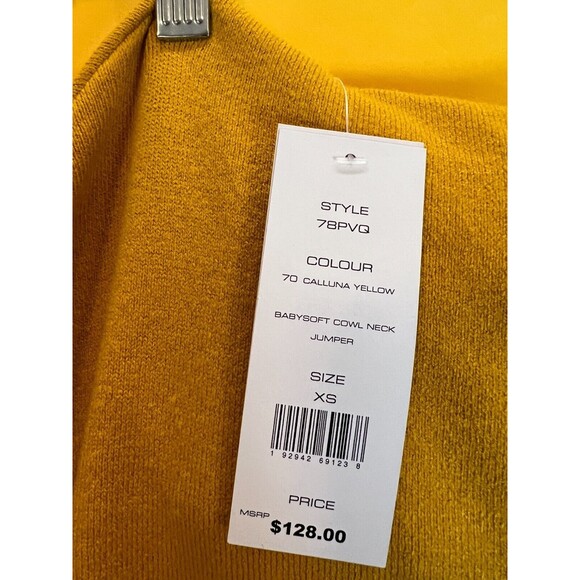 STYLE
78PVQ
COLOUR
70 CALLUNA YELLOW
BABYSOFT COWL NECK
JUMPER
SIZE
XS
1 92942 69123 8
PRICE
MSRP $128.00